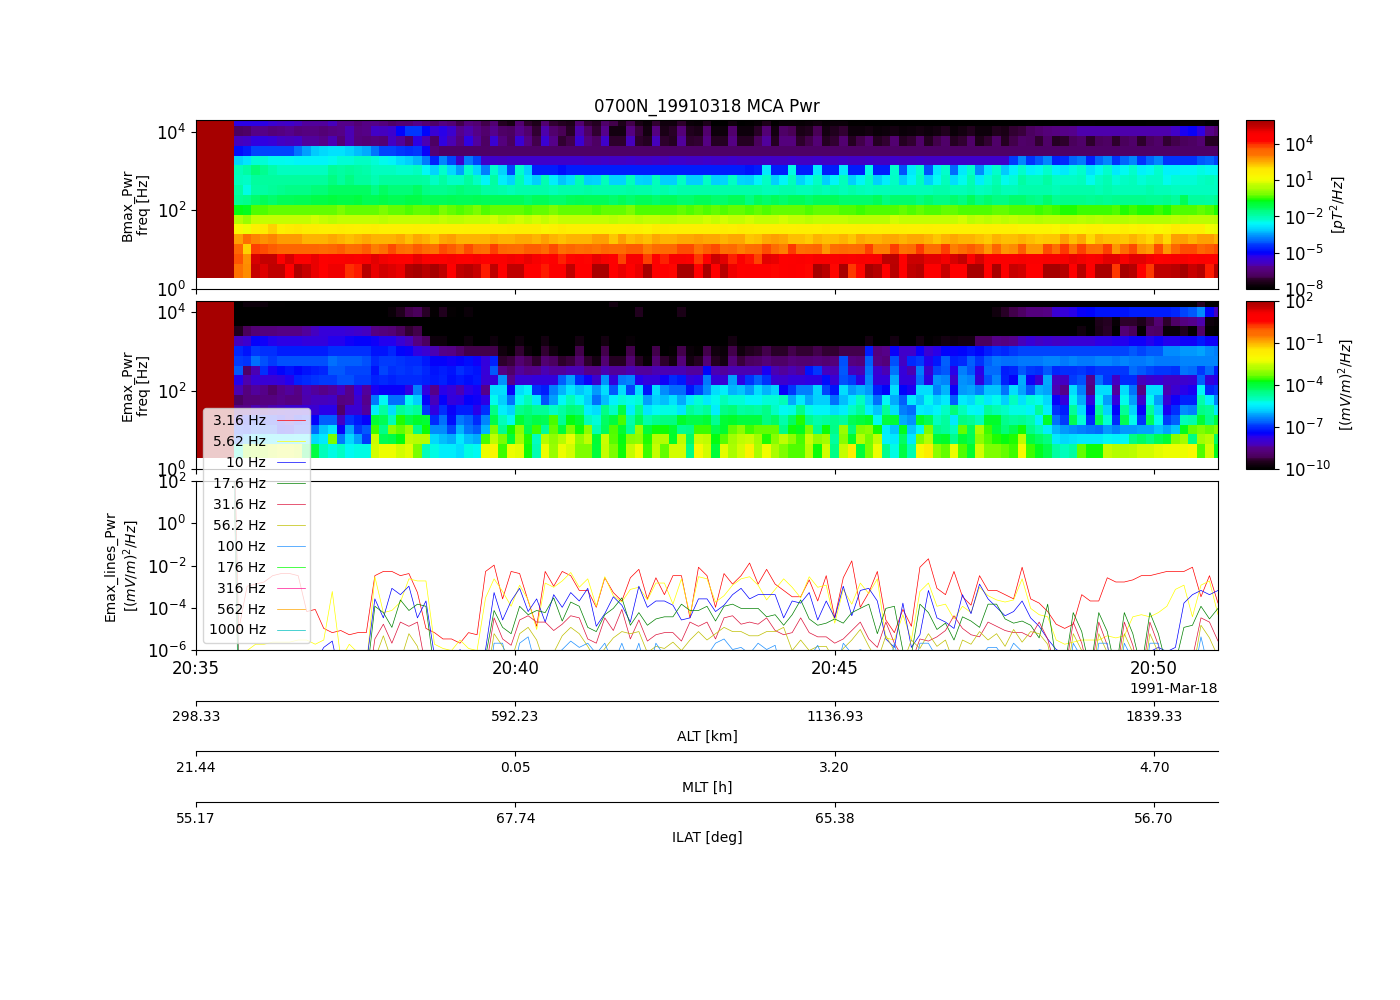 0700N_19910318 MCA Pwr
Bmax_Pwr
freq [Hz]
10^4
10^2
10^0
10^4
10^1
10^-2
10^-5
10^-8
[pT^2/Hz]
Emax_Pwr
freq [Hz]
10^4
10^2
10^0
10^2
10^-1
10^-4
10^-7
10^-10
[(mV/m)^2/Hz]
Emax_lines_Pwr
[(mV/m)^2/Hz]
10^2
10^0
10^-2
10^-4
10^-6
3.16 Hz
5.62 Hz
10 Hz
17.6 Hz
31.6 Hz
56.2 Hz
100 Hz
176 Hz
316 Hz
562 Hz
1000 Hz
20:35 20:40 20:45 20:50
1991-Mar-18
298.33 592.23 1136.93 1839.33
ALT [km]
21.44 0.05 3.20 4.70
MLT [h]
55.17 67.74 65.38 56.70
ILAT [deg]